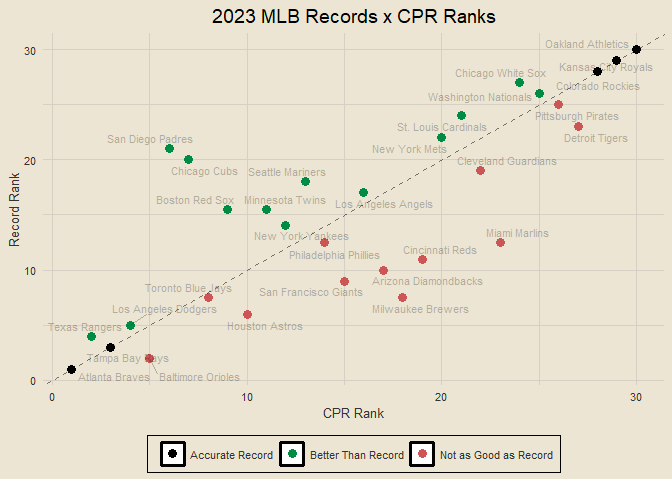 2023 MLB Records x CPR Ranks
Oakland Athletics
Kansas City Royals
Chicago White Sox
Colorado Rockies
Washington Nationals
Pittsburgh Pirates
St. Louis Cardinals
Detroit Tigers
San Diego Padres
New York Mets
Cleveland Guardians
Chicago Cubs
Seattle Mariners
Boston Red Sox
Minnesota Twins
Los Angeles Angels
New York Yankees
Miami Marlins
Philadelphia Phillies
Cincinnati Reds
Toronto Blue Jays
San Francisco Giants
Arizona Diamondbacks
Los Angeles Dodgers
Milwaukee Brewers
Texas Rangers
Houston Astros
Tampa Bay Rays
Atlanta Braves
Baltimore Orioles
30
20
10
0
Record Rank
0
10
20
30
CPR Rank
Accurate Record
Better Than Record
Not as Good as Record